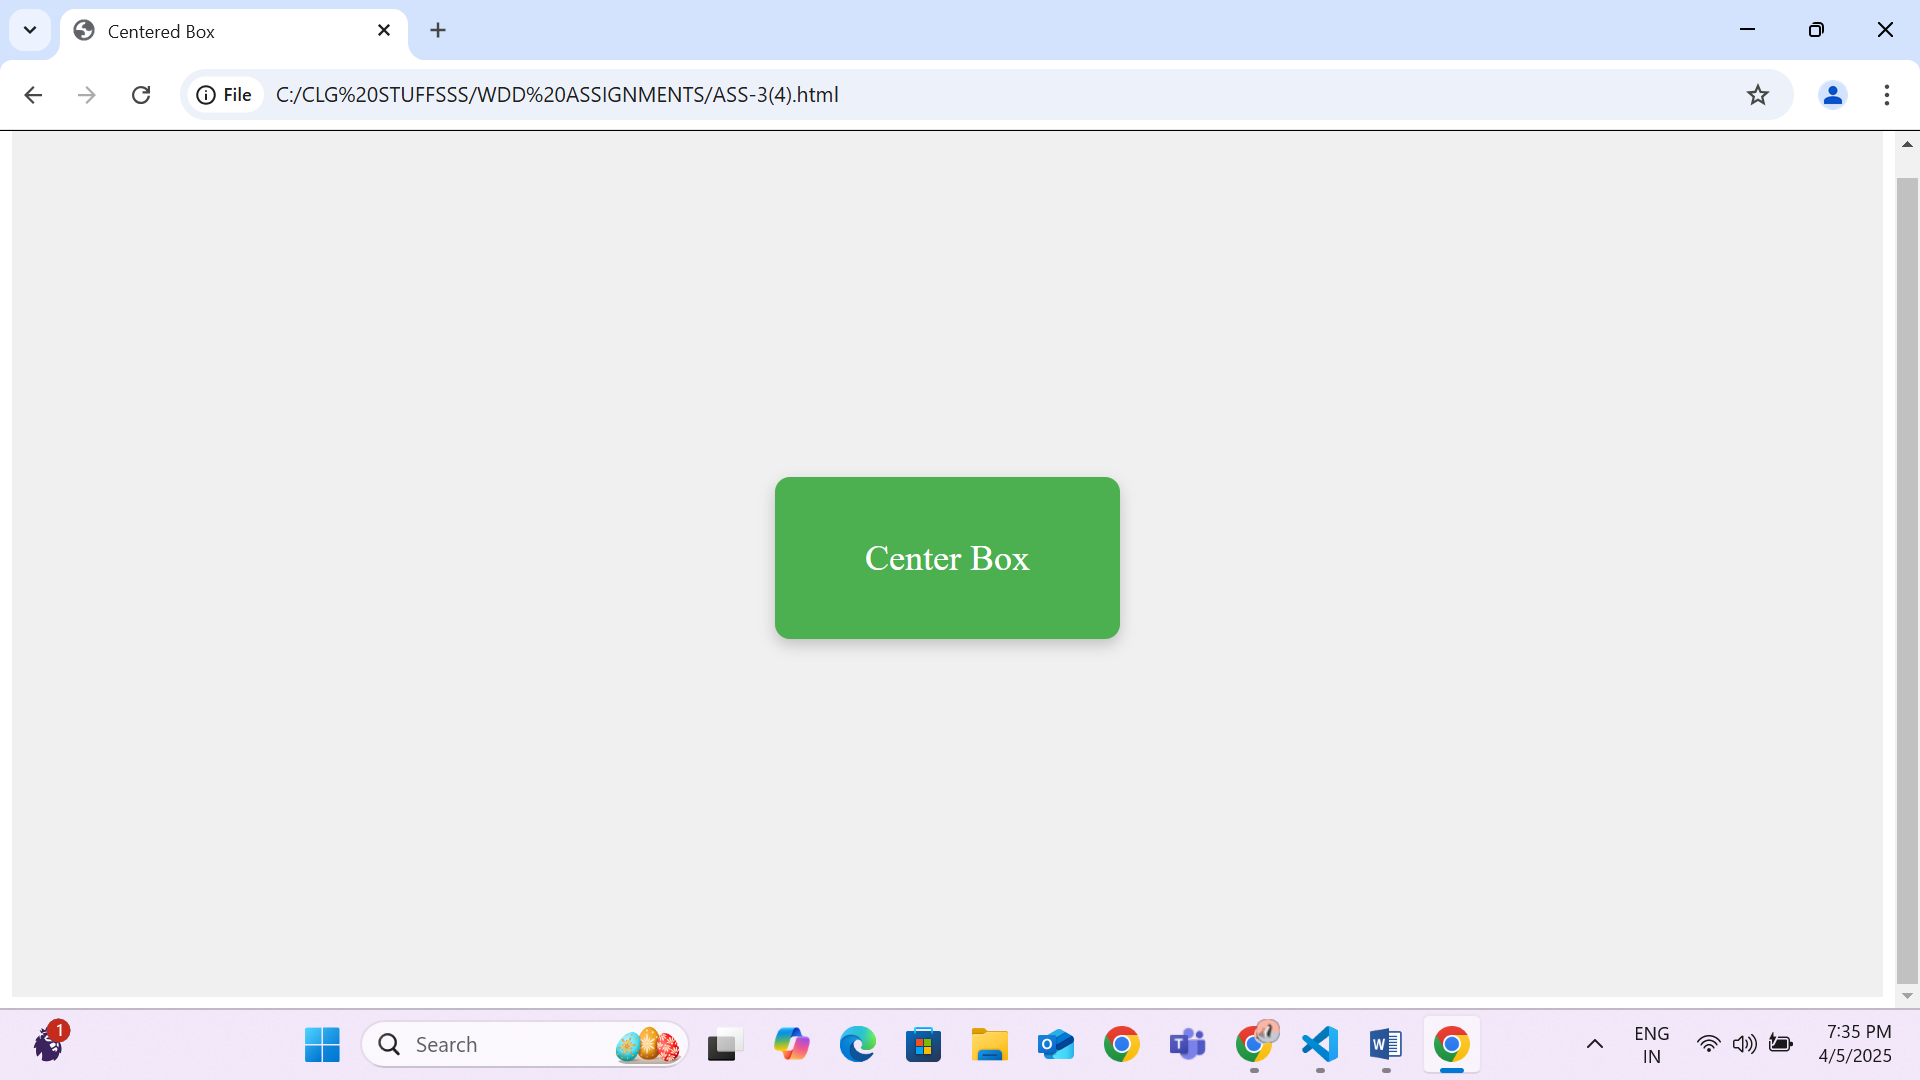 Centered Box
File
C:/CLG%20STUFFSSS/WDD%20ASSIGNMENTS/ASS-3(4).html
Center Box
1
Search
ENG
IN
7:35 PM
4/5/2025